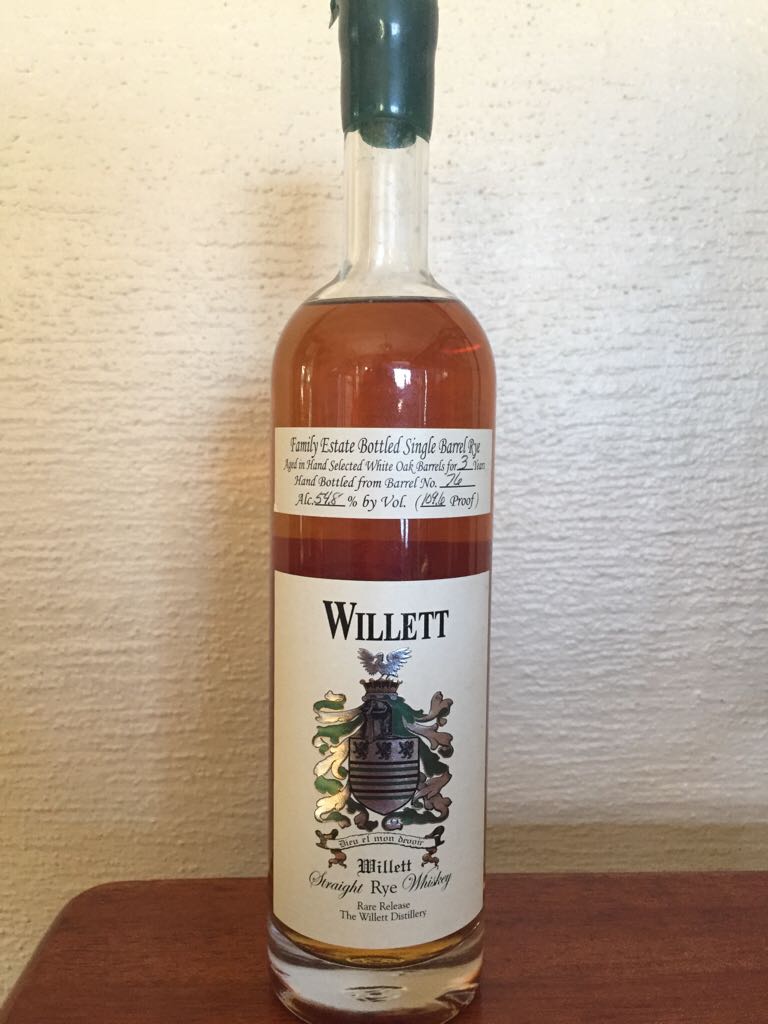 Family Estate Bottled Single Barrel Rye
Aged in Hand Selected White Oak Barrels for 3 Years
Hand Bottled from Barrel No. 76
Alc. 54.8 % by Vol. (109.6 Proof)
WILLETT
Dieu et mon devoir
Willett
Straight Rye Whiskey
Rare Release
The Willett Distillery